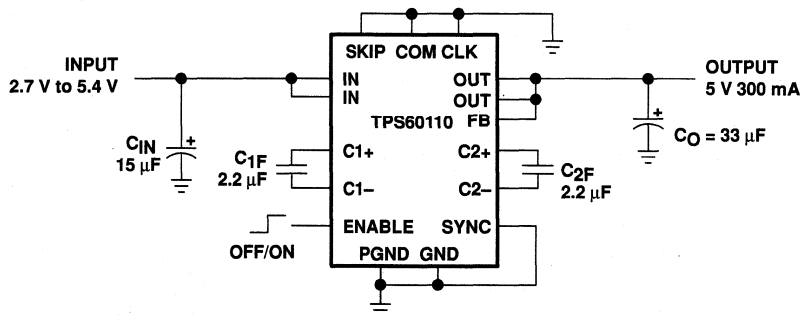 SKIP COM CLK
INPUT
2.7 V to 5.4 V
IN
IN
OUT
OUT
FB
TPS60110
OUTPUT
5 V 300 mA
CIN
15 μF
+
+
CO = 33 μF
C1F
2.2 μF
C1+
C1–
C2+
C2–
C2F
2.2 μF
ENABLE
SYNC
OFF/ON
PGND GND